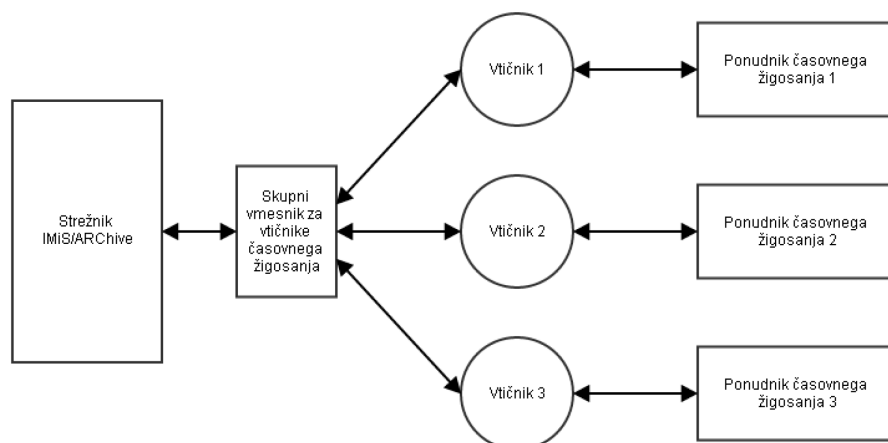 Strežnik
IMiS/ARChive
Skupni
vmesnik za
vtičnike
časovnega
žigosanja
Vtičnik 1
Ponudnik časovnega
žigosanja 1
Vtičnik 2
Ponudnik časovnega
žigosanja 2
Vtičnik 3
Ponudnik časovnega
žigosanja 3